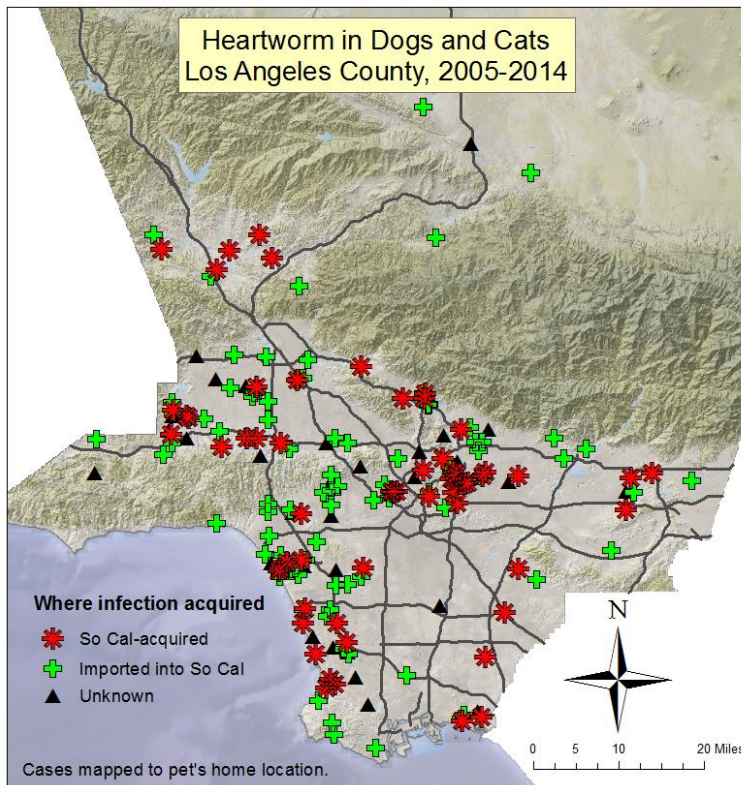 Heartworm in Dogs and Cats
Los Angeles County, 2005-2014
Where infection acquired
So Cal-acquired
Imported into So Cal
Unknown
N
0 5 10 20 Miles
Cases mapped to pet's home location.